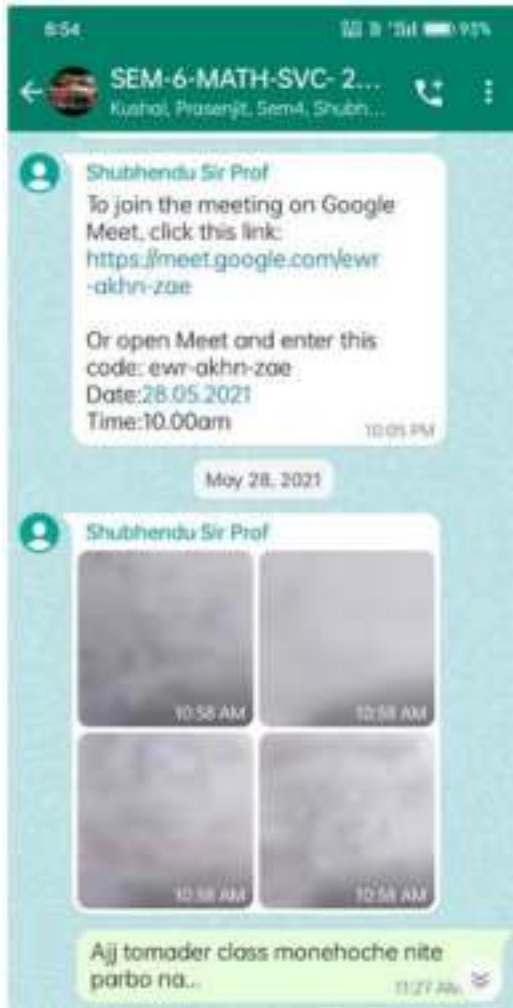 8:54
93%
SEM-6-MATH-SVC- 2...
Kushal, Prasenjit, Sem4, Shubh...
Shubhendu Sir Prof
To join the meeting on Google
Meet, click this link:
https://meet.google.com/ewr
-akhn-zae
Or open Meet and enter this
code: ewr-akhn-zae
Date:28.05.2021
Time:10.00am
10:05 PM
May 28, 2021
Shubhendu Sir Prof
10:58 AM
10:58 AM
10:58 AM
10:58 AM
Ajj tomader class monehoche nite
parbo na...
11:27 AM